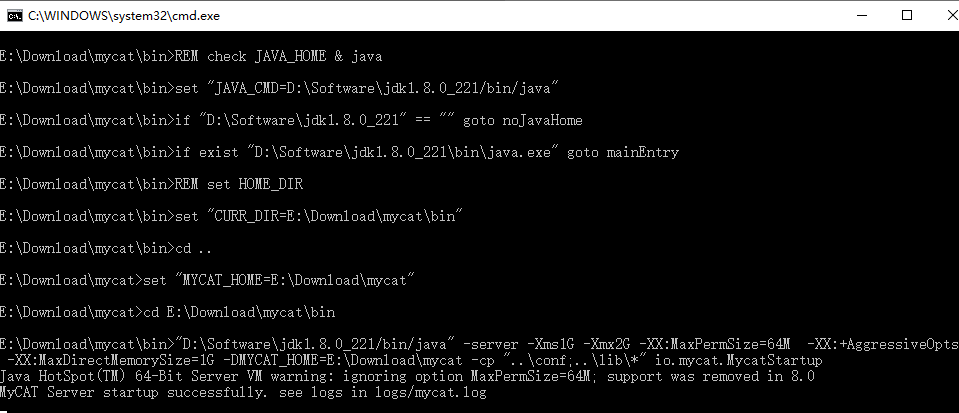 C:\WINDOWS\system32\cmd.exe
E:\Download\mycat\bin>REM check JAVA_HOME & java
E:\Download\mycat\bin>set "JAVA_CMD=D:\Software\jdk1.8.0_221/bin/java"
E:\Download\mycat\bin>if "D:\Software\jdk1.8.0_221" == "" goto noJavaHome
E:\Download\mycat\bin>if exist "D:\Software\jdk1.8.0_221\bin\java.exe" goto mainEntry
E:\Download\mycat\bin>REM set HOME_DIR
E:\Download\mycat\bin>set "CURR_DIR=E:\Download\mycat\bin"
E:\Download\mycat\bin>cd ..
E:\Download\mycat>set "MYCAT_HOME=E:\Download\mycat"
E:\Download\mycat>cd E:\Download\mycat\bin
E:\Download\mycat\bin>"D:\Software\jdk1.8.0_221/bin/java" -server -Xms1G -Xmx2G -XX:MaxPermSize=64M  -XX:+AggressiveOpts
 -XX:MaxDirectMemorySize=1G -DMYCAT_HOME=E:\Download\mycat -cp "..\conf;..\lib\*" io.mycat.MycatStartup
Java HotSpot(TM) 64-Bit Server VM warning: ignoring option MaxPermSize=64M; support was removed in 8.0
MyCAT Server startup successfully. see logs in logs/mycat.log